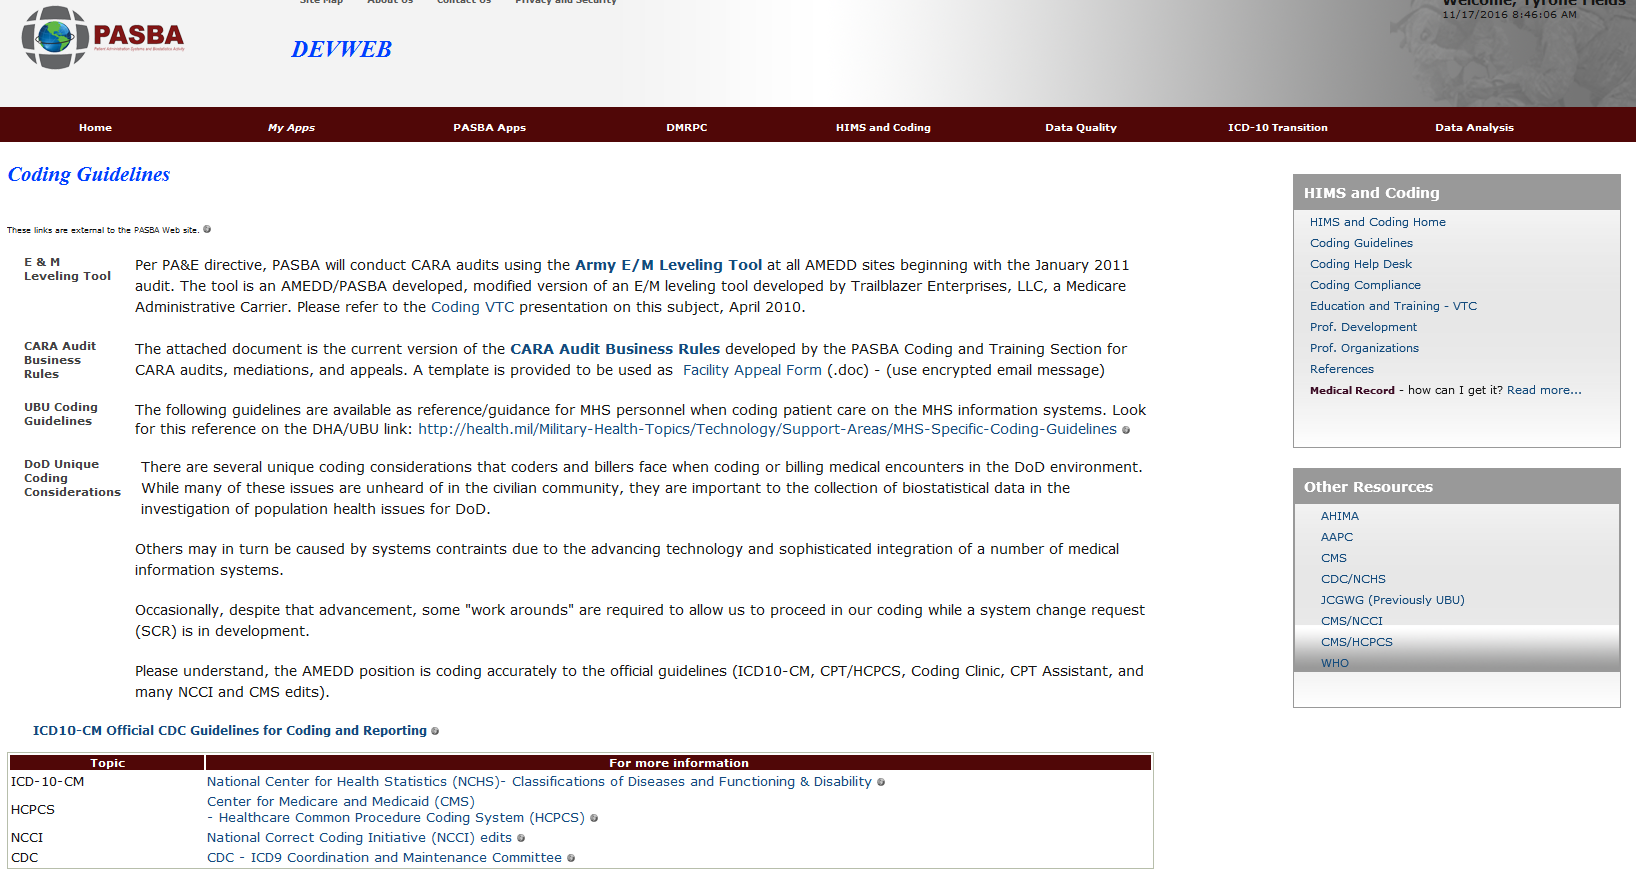 Site Map About Us Contact Us Privacy and Security
Welcome, Tyrone Fields
11/17/2016 8:46:06 AM
PASBA
Patient Administration Systems and Biostatistics Activity
DEVWEB
Home My Apps PASBA Apps DMRPC HIMS and Coding Data Quality ICD-10 Transition Data Analysis
Coding Guidelines
These links are external to the PASBA Web site.
E & M
Leveling Tool
Per PA&E directive, PASBA will conduct CARA audits using the Army E/M Leveling Tool at all AMEDD sites beginning with the January 2011
audit. The tool is an AMEDD/PASBA developed, modified version of an E/M leveling tool developed by Trailblazer Enterprises, LLC, a Medicare
Administrative Carrier. Please refer to the Coding VTC presentation on this subject, April 2010.
CARA Audit
Business
Rules
The attached document is the current version of the CARA Audit Business Rules developed by the PASBA Coding and Training Section for
CARA audits, mediations, and appeals. A template is provided to be used as Facility Appeal Form (.doc) - (use encrypted email message)
UBU Coding
Guidelines
The following guidelines are available as reference/guidance for MHS personnel when coding patient care on the MHS information systems. Look
for this reference on the DHA/UBU link: http://health.mil/Military-Health-Topics/Technology/Support-Areas/MHS-Specific-Coding-Guidelines
DoD Unique
Coding
Considerations
There are several unique coding considerations that coders and billers face when coding or billing medical encounters in the DoD environment.
While many of these issues are unheard of in the civilian community, they are important to the collection of biostatistical data in the
investigation of population health issues for DoD.
Others may in turn be caused by systems contraints due to the advancing technology and sophisticated integration of a number of medical
information systems.
Occasionally, despite that advancement, some "work arounds" are required to allow us to proceed in our coding while a system change request
(SCR) is in development.
Please understand, the AMEDD position is coding accurately to the official guidelines (ICD10-CM, CPT/HCPCS, Coding Clinic, CPT Assistant, and
many NCCI and CMS edits).
ICD10-CM Official CDC Guidelines for Coding and Reporting
Topic For more information
ICD-10-CM National Center for Health Statistics (NCHS)- Classifications of Diseases and Functioning & Disability
HCPCS Center for Medicare and Medicaid (CMS)
- Healthcare Common Procedure Coding System (HCPCS)
NCCI National Correct Coding Initiative (NCCI) edits
CDC CDC - ICD9 Coordination and Maintenance Committee
HIMS and Coding
HIMS and Coding Home
Coding Guidelines
Coding Help Desk
Coding Compliance
Education and Training - VTC
Prof. Development
Prof. Organizations
References
Medical Record - how can I get it? Read more...
Other Resources
AHIMA
AAPC
CMS
CDC/NCHS
JCGWG (Previously UBU)
CMS/NCCI
CMS/HCPCS
WHO